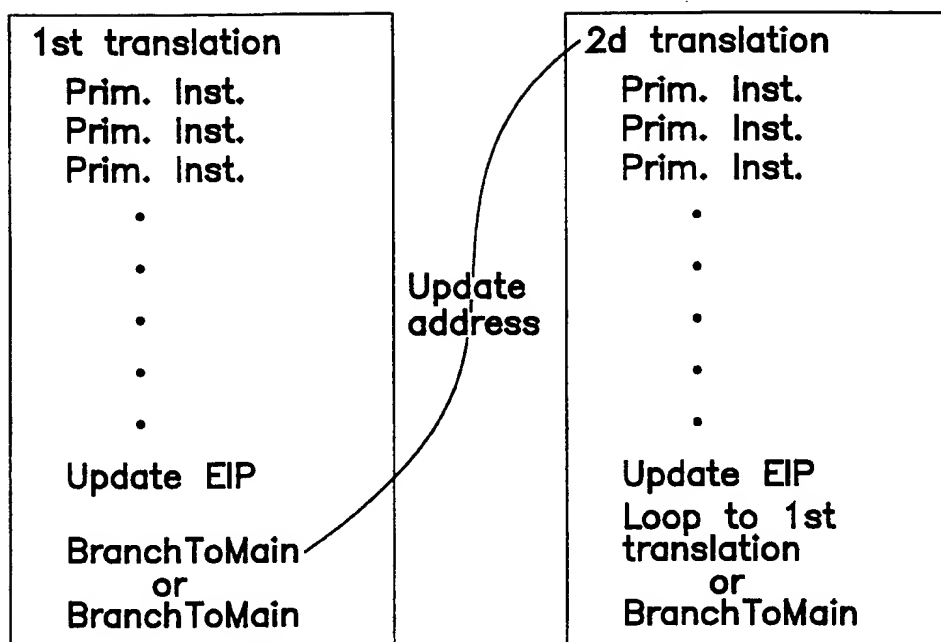 1st translation
Prim. Inst.
Prim. Inst.
Prim. Inst.
Update EIP
BranchToMain
or
BranchToMain
Update
address
2d translation
Prim. Inst.
Prim. Inst.
Prim. Inst.
Update EIP
Loop to 1st
translation
or
BranchToMain